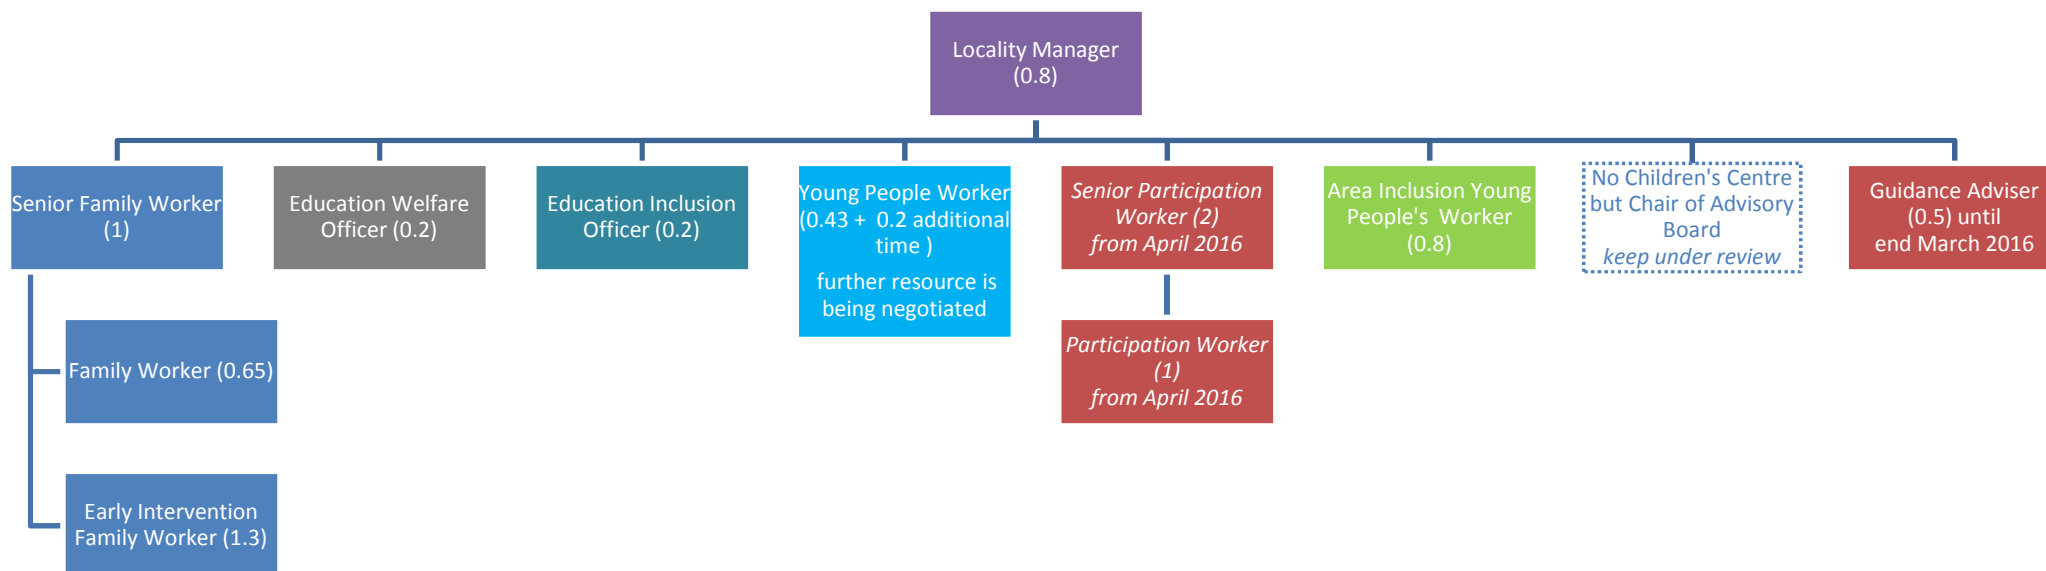 Locality Manager
(0.8)
Senior Family Worker
(1)
Education Welfare
Officer (0.2)
Education Inclusion
Officer (0.2)
Young People Worker
(0.43 +  0.2 additional
time )
further resource is
being negotiated
Senior Participation
Worker (2)
from April 2016
Area Inclusion Young
People's  Worker
(0.8)
No Children's Centre
but Chair of Advisory
Board
keep under review
Guidance Adviser
(0.5) until
end March 2016
Family Worker (0.65)
Participation Worker
(1)
from April 2016
Early Intervention
Family Worker (1.3)